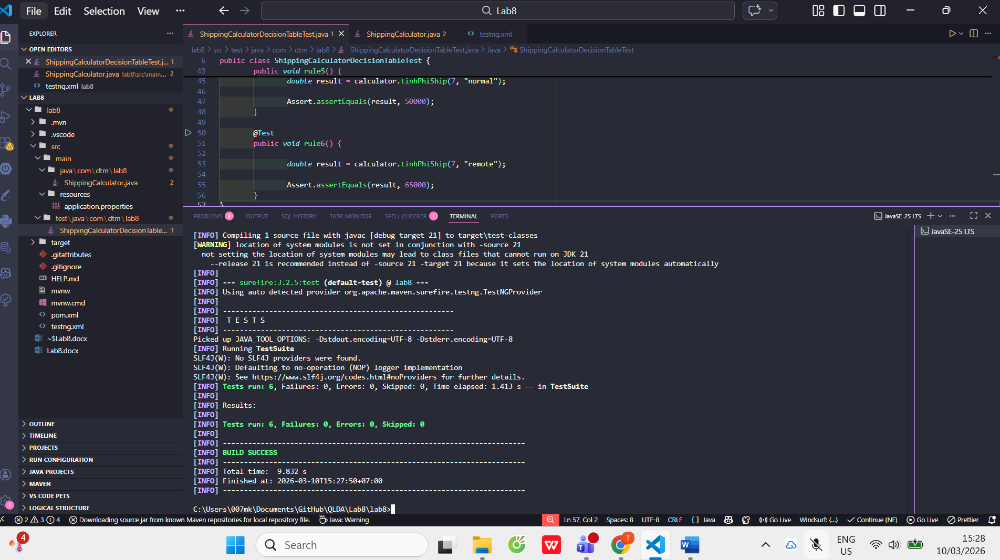 File Edit Selection View ··· Lab8
EXPLORER
OPEN EDITORS
ShippingCalculatorDecisionTableTest.j... 1
ShippingCalculator.java lab8\src\main... 2
testng.xml lab8
LAB8
lab8
.mvn
.vscode
src
main
java\com\dtm\lab8
ShippingCalculator.java 2
resources
application.properties
test\java\com\dtm\lab8
ShippingCalculatorDecisionTable... 1
target
.gitattributes
.gitignore
HELP.md
mvnw
mvnw.cmd
pom.xml
testng.xml
~$Lab8.docx
Lab8.docx
OUTLINE
TIMELINE
PROJECTS
RUN CONFIGURATION
JAVA PROJECTS
MAVEN
VS CODE PETS
LOGICAL STRUCTURE
ShippingCalculatorDecisionTableTest.java 1 ShippingCalculator.java 2 testng.xml
lab8 > src > test > java > com > dtm > lab8 > ShippingCalculatorDecisionTableTest.java > Java > ShippingCalculatorDecisionTableTest
6 public class ShippingCalculatorDecisionTableTest {
43 public void rule5() {
45 double result = calculator.tinhPhiShip(7, "normal");
46
47 Assert.assertEquals(result, 50000);
48 }
49
50 @Test
51 public void rule6() {
52
53 double result = calculator.tinhPhiShip(7, "remote");
54
55 Assert.assertEquals(result, 65000);
56 }
57 }
PROBLEMS 9 OUTPUT SQL HISTORY TASK MONITOR SPELL CHECKER 1 TERMINAL PORTS JavaSE-25 LTS
JavaSE-25 LTS
[INFO] Compiling 1 source file with javac [debug target 21] to target\test-classes
[WARNING] location of system modules is not set in conjunction with -source 21
not setting the location of system modules may lead to class files that cannot run on JDK 21
--release 21 is recommended instead of -source 21 -target 21 because it sets the location of system modules automatically
[INFO]
[INFO] --- surefire:3.2.5:test (default-test) @ lab8 ---
[INFO] Using auto detected provider org.apache.maven.surefire.testng.TestNGProvider
[INFO]
[INFO] -------------------------------------------------------
[INFO]  T E S T S
[INFO] -------------------------------------------------------
Picked up JAVA_TOOL_OPTIONS: -Dstdout.encoding=UTF-8 -Dstderr.encoding=UTF-8
[INFO] Running TestSuite
SLF4J(W): No SLF4J providers were found.
SLF4J(W): Defaulting to no-operation (NOP) logger implementation
SLF4J(W): See https://www.slf4j.org/codes.html#noProviders for further details.
[INFO] Tests run: 6, Failures: 0, Errors: 0, Skipped: 0, Time elapsed: 1.413 s -- in TestSuite
[INFO]
[INFO] Results:
[INFO]
[INFO] Tests run: 6, Failures: 0, Errors: 0, Skipped: 0
[INFO]
[INFO] ------------------------------------------------------------------------
[INFO] BUILD SUCCESS
[INFO] ------------------------------------------------------------------------
[INFO] Total time:  9.832 s
[INFO] Finished at: 2026-03-10T15:27:50+07:00
[INFO] ------------------------------------------------------------------------
C:\Users\007mk\Documents\GitHub\QLDA\Lab8\lab8>
2 3 4 Downloading source jar from known Maven repositories for local repository file. Java: Warning Ln 57, Col 2 Spaces: 8 UTF-8 CRLF {} Java Go Live Windsurf: {...} Continue (NE) Go Live Prettier
4 Search ENG 15:28
US 10/03/2026